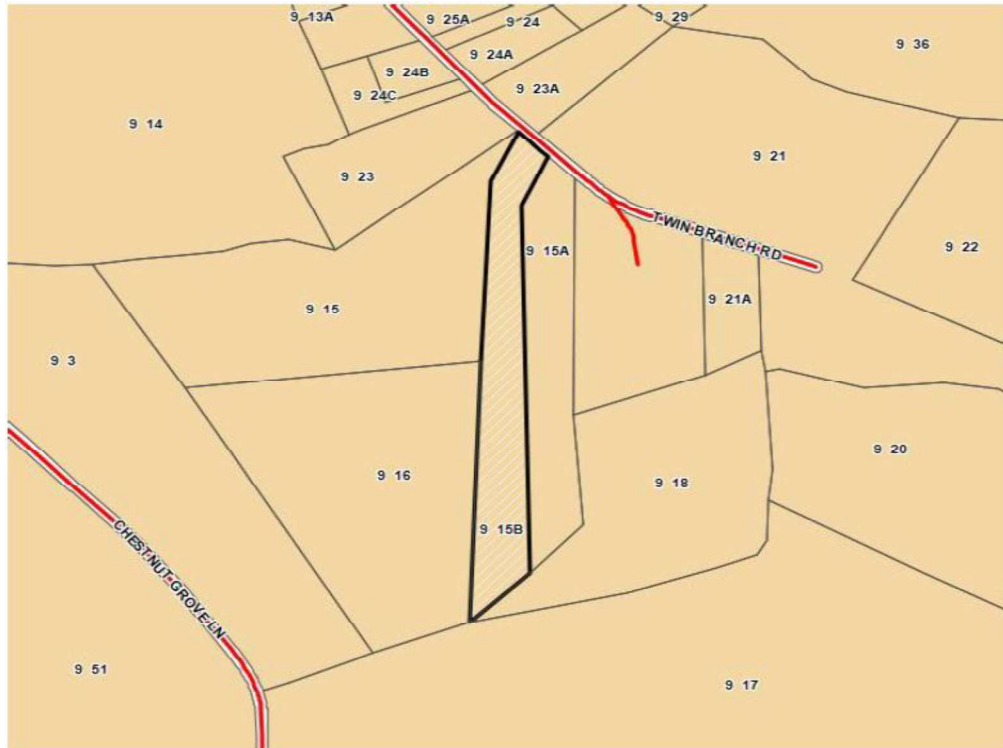 9 13A
9 25A
9 24
9 29
9 36
9 24A
9 24B
9 24C
9 23A
9 14
9 21
9 23
TWIN BRANCH RD
9 22
9 15A
9 21A
9 15
9 3
9 20
9 16
9 18
9 15B
CHESTNUT GROVE LN
9 51
9 17